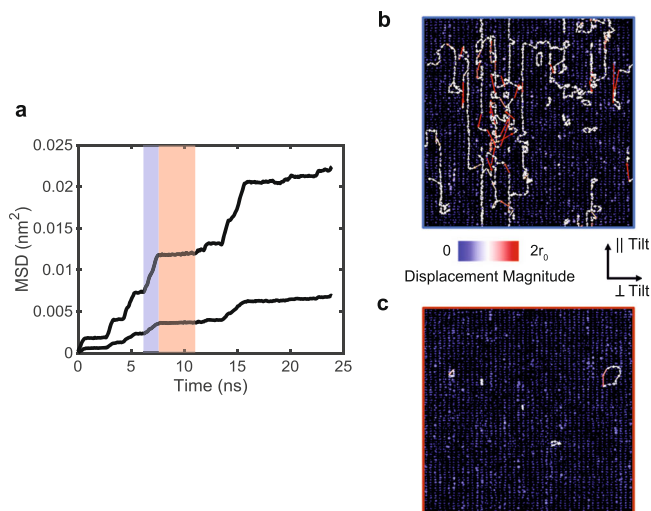 a
0.025
0.02
0.015
0.01
0.005
0
MSD (nm²)
0 5 10 15 20 25
Time (ns)
b
0 2r₀
Displacement Magnitude
|| Tilt
⊥ Tilt
c